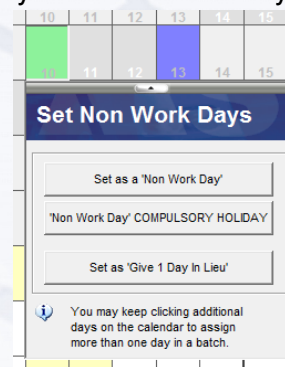 10 11 12 13 14 15
10 11 12 13 14 15
Set Non Work Days
Set as a 'Non Work Day'
'Non Work Day' COMPULSORY HOLIDAY
Set as 'Give 1 Day In Lieu'
You may keep clicking additional
days on the calendar to assign
more than one day in a batch.